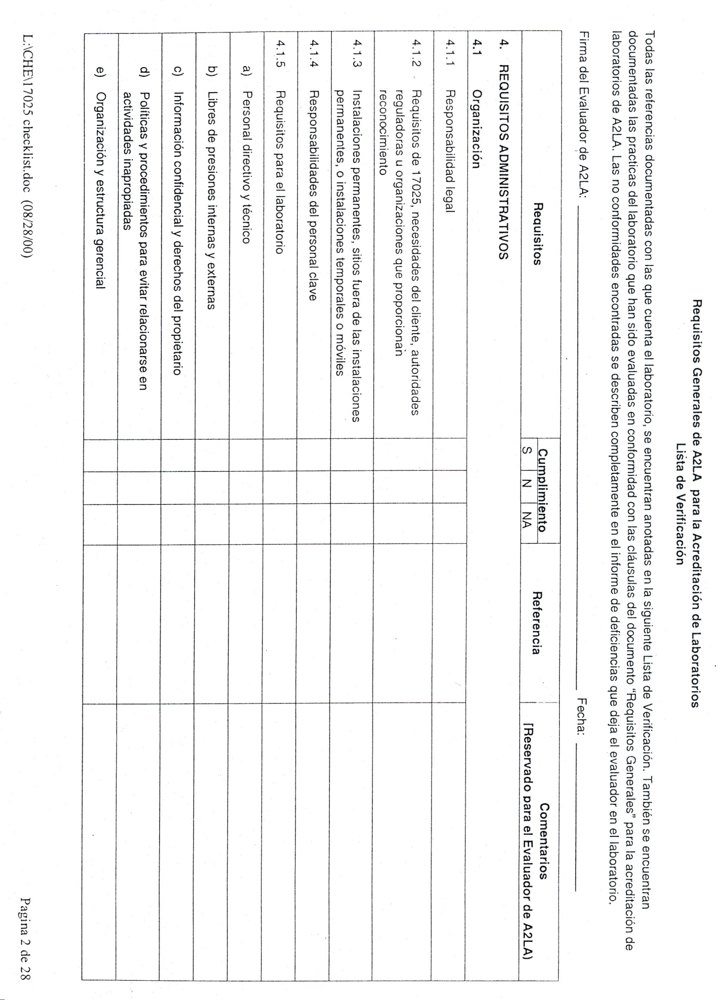 Requisitos Generales de A2LA para la Acreditación de Laboratorios
Lista de Verificación
Todas las referencias documentadas con las que cuenta el laboratorio, se encuentran anotadas en la siguiente Lista de Verificación. También se encuentran
documentadas las practicas del laboratorio que han sido evaluadas en conformidad con las cláusulas del documento “Requisitos Generales” para la acreditación de
laboratorios de A2LA. Las no conformidades encontradas se describen completamente en el informe de deficiencias que deja el evaluador en el laboratorio.
Firma del Evaluador de A2LA: Fecha:
Requisitos
Cumplimiento
S N NA
Referencia
Comentarios
[Reservado para el Evaluador de A2LA)
4. REQUISITOS ADMINISTRATIVOS
4.1 Organización
4.1.1 Responsabilidad legal
4.1.2 Requisitos de 17025, necesidades del cliente, autoridades
reguladoras u organizaciones que proporcionan
reconocimiento
4.1.3 Instalaciones permanentes, sitios fuera de las instalaciones
permanentes, o instalaciones temporales o móviles
4.1.4 Responsabilidades del personal clave
4.1.5 Requisitos para el laboratorio
a) Personal directivo y técnico
b) Libres de presiones internas y externas
c) Información confidencial y derechos del propietario
d) Políticas y procedimientos para evitar relacionarse en
actividades inapropiadas
e) Organización y estructura gerencial
L:\CHE\17025 checklist.doc (08/28/00)
Pagina 2 de 28